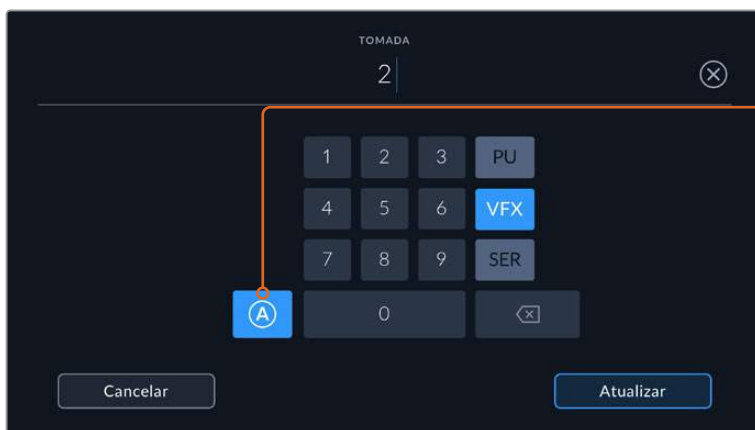 TOMADA
2
1 2 3 PU
4 5 6 VFX
7 8 9 SER
A 0
Cancelar Atualizar